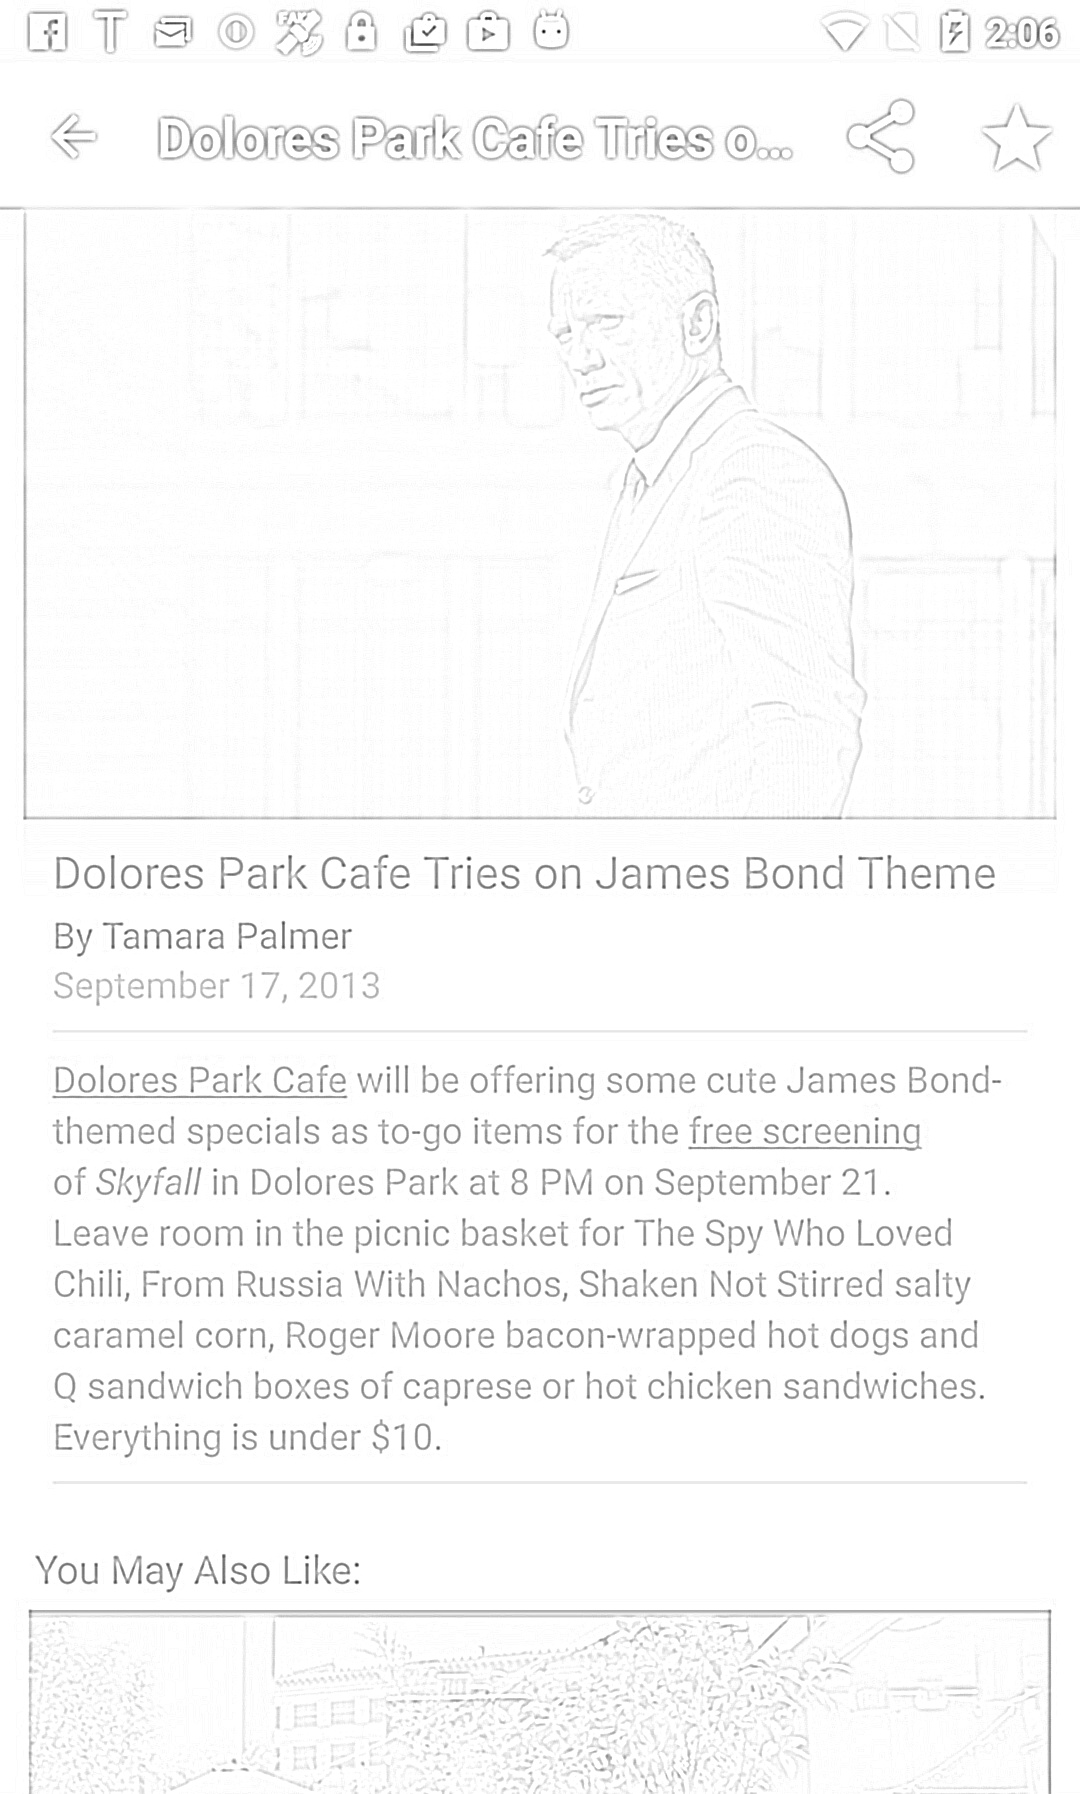 2:06
Dolores Park Cafe Tries o...
Dolores Park Cafe Tries on James Bond Theme
By Tamara Palmer
September 17, 2013
Dolores Park Cafe will be offering some cute James Bond-
themed specials as to-go items for the free screening
of Skyfall in Dolores Park at 8 PM on September 21.
Leave room in the picnic basket for The Spy Who Loved
Chili, From Russia With Nachos, Shaken Not Stirred salty
caramel corn, Roger Moore bacon-wrapped hot dogs and
Q sandwich boxes of caprese or hot chicken sandwiches.
Everything is under $10.
You May Also Like: